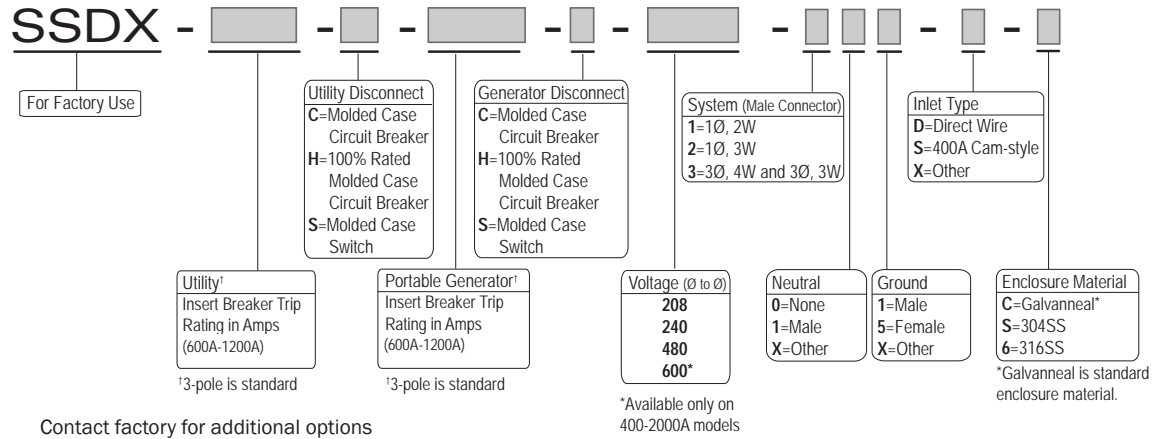 SSDX - - - - - - -
For Factory Use
Utility Disconnect
C=Molded Case
Circuit Breaker
H=100% Rated
Molded Case
Circuit Breaker
S=Molded Case
Switch
Generator Disconnect
C=Molded Case
Circuit Breaker
H=100% Rated
Molded Case
Circuit Breaker
S=Molded Case
Switch
System (Male Connector)
1=1Ø, 2W
2=1Ø, 3W
3=3Ø, 4W and 3Ø, 3W
Inlet Type
D=Direct Wire
S=400A Cam-style
X=Other
Utility†
Insert Breaker Trip
Rating in Amps
(600A-1200A)
†3-pole is standard
Portable Generator†
Insert Breaker Trip
Rating in Amps
(600A-1200A)
†3-pole is standard
Voltage (Ø to Ø)
208
240
480
600*
*Available only on
400-2000A models
Neutral
0=None
1=Male
X=Other
Ground
1=Male
5=Female
X=Other
Enclosure Material
C=Galvanneal*
S=304SS
6=316SS
*Galvanneal is standard
enclosure material.
Contact factory for additional options